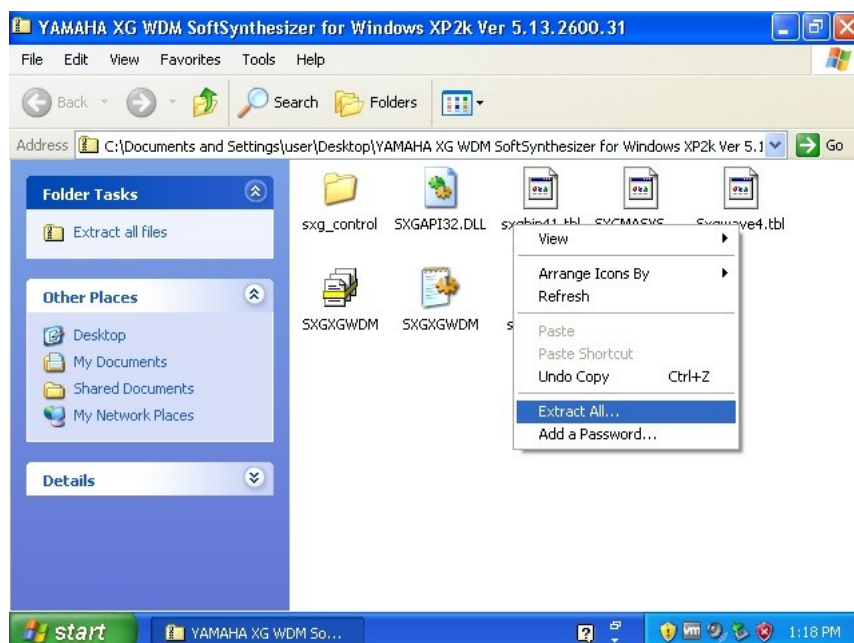 YAMAHA XG WDM SoftSynthesizer for Windows XP2k Ver 5.13.2600.31
File Edit View Favorites Tools Help
Back Search Folders
Address C:\Documents and Settings\user\Desktop\YAMAHA XG WDM SoftSynthesizer for Windows XP2k Ver 5.1 Go
Folder Tasks
Extract all files
Other Places
Desktop
My Documents
Shared Documents
My Network Places
Details
sxg_control SXGAPI32.DLL sxgbin41.tbl SYCMASYS Sxgwave4.tbl
SXGXGWDM SXGXGWDM s
View
Arrange Icons By
Refresh
Paste
Paste Shortcut
Undo Copy Ctrl+Z
Extract All...
Add a Password...
start YAMAHA XG WDM So... vm 1:18 PM